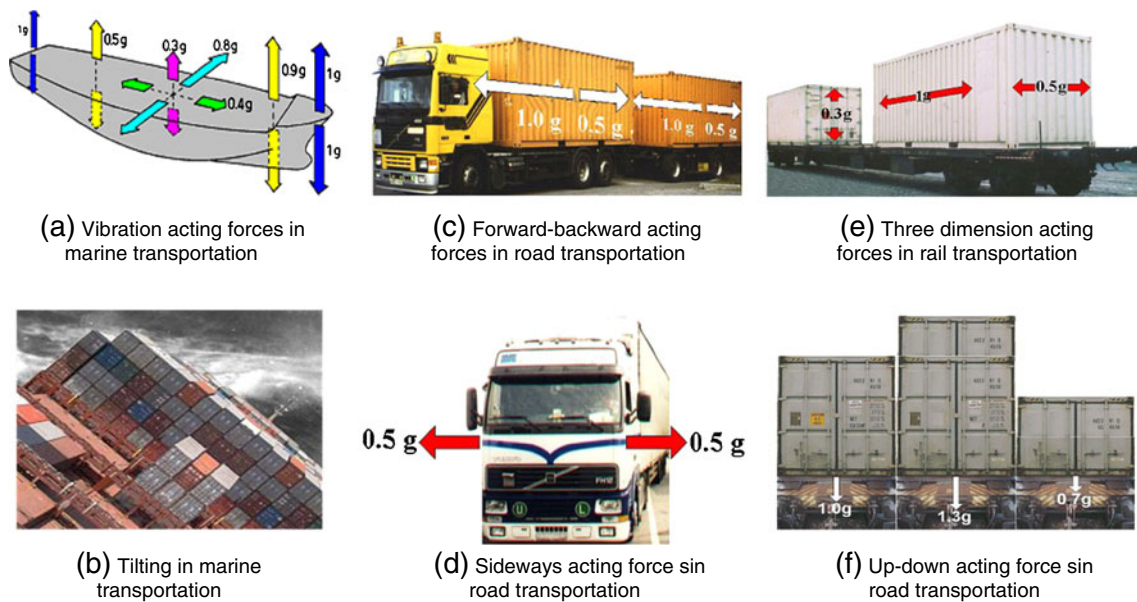 1g
0.5g
0.3g
0.8g
0.9g
1g
0.4g
1g
(a) Vibration acting forces in
marine transportation
1.0 g 0.5 g 1.0 g 0.5 g
(c) Forward-backward acting
forces in road transportation
0.3g
1g
0.5g
(e) Three dimension acting
forces in rail transportation
(b) Tilting in marine
transportation
0.5 g
0.5 g
FH12
U
L
(d) Sideways acting force sin
road transportation
1.0g
1.3g
0.7g
(f) Up-down acting force sin
road transportation